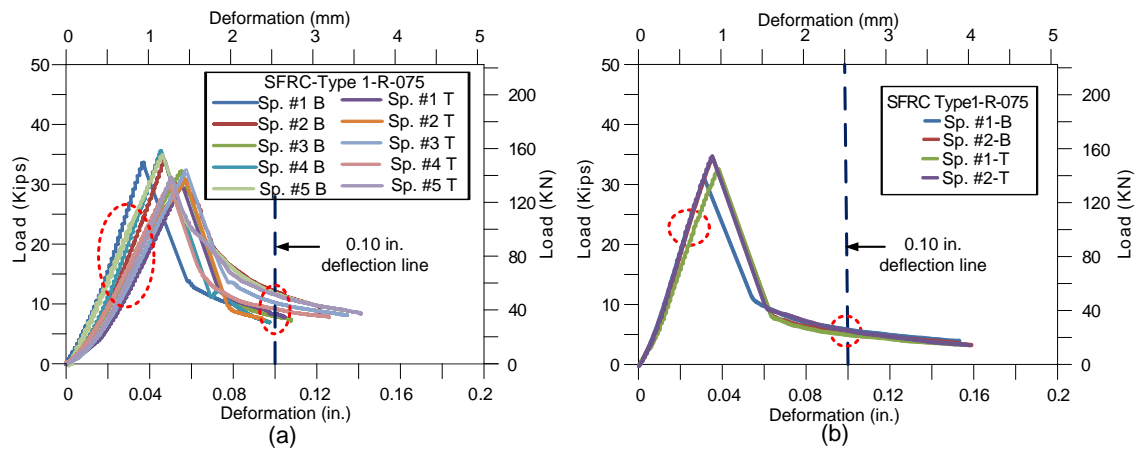 Deformation (mm)
0 1 2 3 4 5
50
40
30
20
10
0
Load (Kips)
SFRC-Type 1-R-075
Sp. #1 B Sp. #1 T
Sp. #2 B Sp. #2 T
Sp. #3 B Sp. #3 T
Sp. #4 B Sp. #4 T
Sp. #5 B Sp. #5 T
0.10 in.
deflection line
200
160
120
80
40
0
Load (KN)
0 0.04 0.08 0.12 0.16 0.2
Deformation (in.)
(a)
Deformation (mm)
0 1 2 3 4 5
50
40
30
20
10
0
Load (Kips)
SFRC Type1-R-075
Sp. #1-B
Sp. #2-B
Sp. #1-T
Sp. #2-T
0.10 in.
deflection line
200
160
120
80
40
0
Load (KN)
0 0.04 0.08 0.12 0.16 0.2
Deformation (in.)
(b)